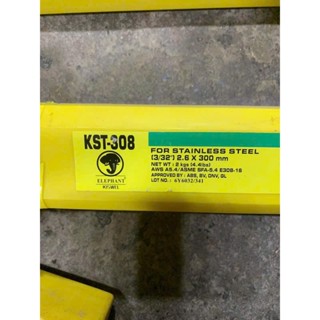 KST-308
ELEPHANT
FOR STAINLESS STEEL
(3/32") 2.6 X 300 mm
NET WT : 2 kgs (4.4lbs)
AWS A5.4/ASME SFA-5.4 E308-16
APPROVED BY : ABS, BV, DNV, GL
LOT NO. :